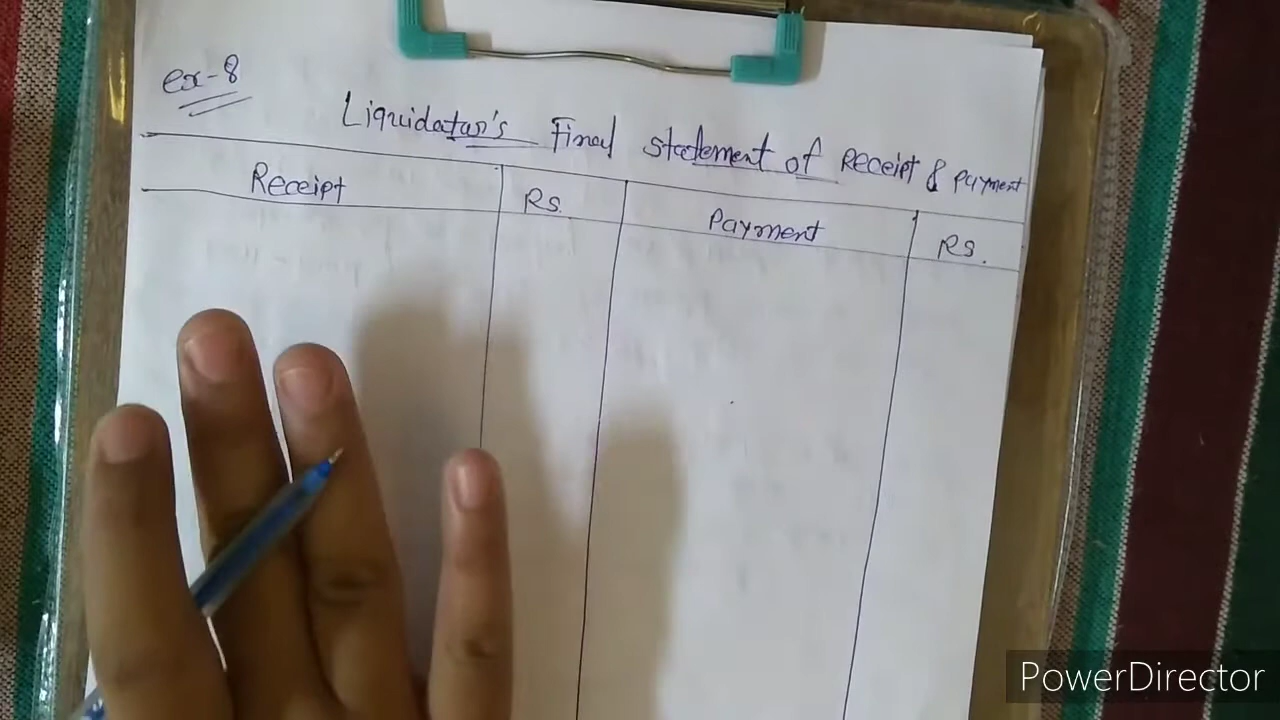 ex-8
Liquidator's Final statement of Receipt & Payment
Receipt Rs. Payment Rs.
PowerDirector